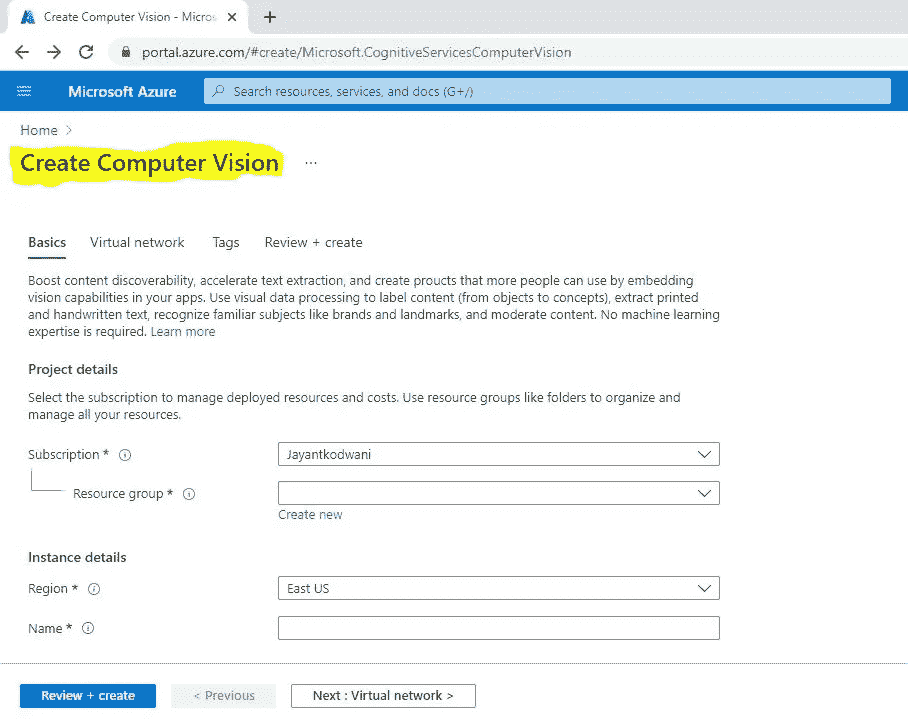 Create Computer Vision - Micros
portal.azure.com/#create/Microsoft.CognitiveServicesComputerVision
Microsoft Azure
Search resources, services, and docs (G+/)
Home >
Create Computer Vision ...
Basics Virtual network Tags Review + create
Boost content discoverability, accelerate text extraction, and create proucts that more people can use by embedding
vision capabilities in your apps. Use visual data processing to label content (from objects to concepts), extract printed
and handwritten text, recognize familiar subjects like brands and landmarks, and moderate content. No machine learning
expertise is required. Learn more
Project details
Select the subscription to manage deployed resources and costs. Use resource groups like folders to organize and
manage all your resources.
Subscription * Jayantkodwani
Resource group *
Create new
Instance details
Region * East US
Name *
Review + create < Previous Next : Virtual network >